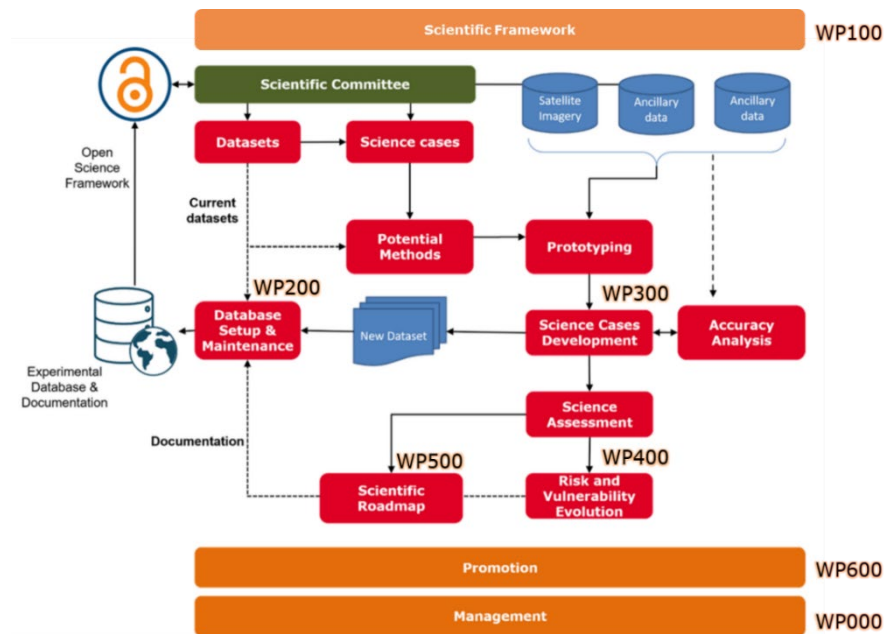 Scientific Framework
WP100
Scientific Committee
Satellite
Imagery
Ancillary
data
Ancillary
data
Datasets
Science cases
Open
Science
Framework
Current
datasets
Potential
Methods
Prototyping
WP200
WP300
Database
Setup &
Maintenance
New Dataset
Science Cases
Development
Accuracy
Analysis
Experimental
Database &
Documentation
Science
Assessment
Documentation
WP500
WP400
Scientific
Roadmap
Risk and
Vulnerability
Evolution
Promotion
WP600
Management
WP000